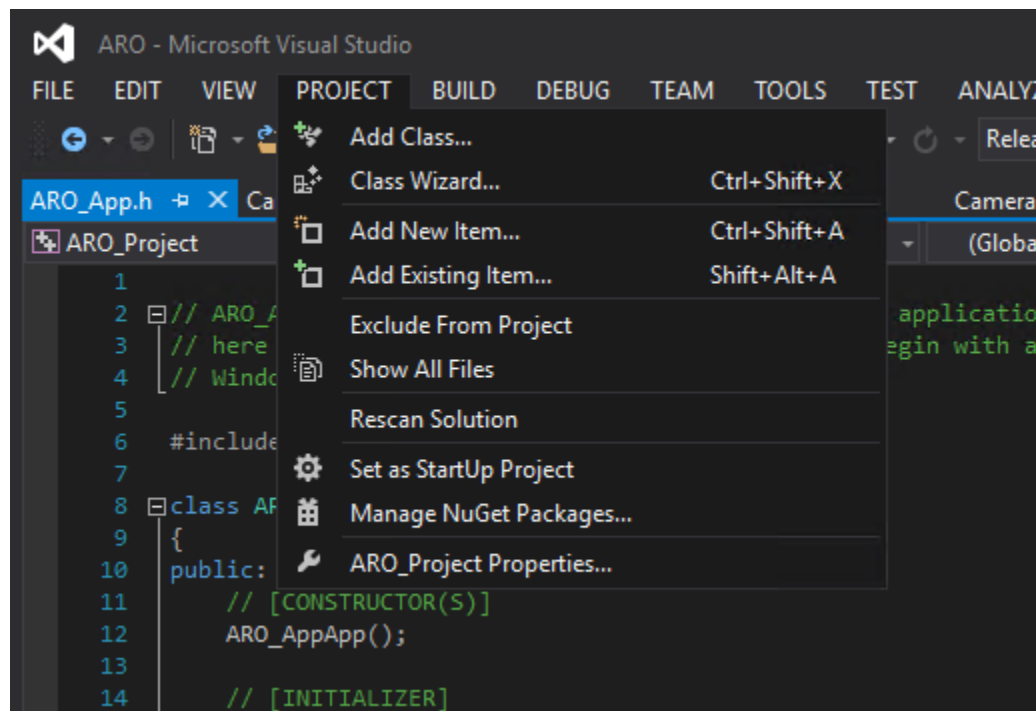 ARO - Microsoft Visual Studio
FILE EDIT VIEW PROJECT BUILD DEBUG TEAM TOOLS TEST
Add Class...
Class Wizard... Ctrl+Shift+X
ARO_App.h
Add New Item... Ctrl+Shift+A
ARO_Project
Add Existing Item... Shift+Alt+A
1
Exclude From Project
2 // ARO_A
3 // here
Show All Files
4 // Windo
5
Rescan Solution
6 #include
7
Set as StartUp Project
8 class AR
Manage NuGet Packages...
9 {
ARO_Project Properties...
10 public:
11 // [CONSTRUCTOR(S)]
12 ARO_AppApp();
13
14 // [INITIALIZER]